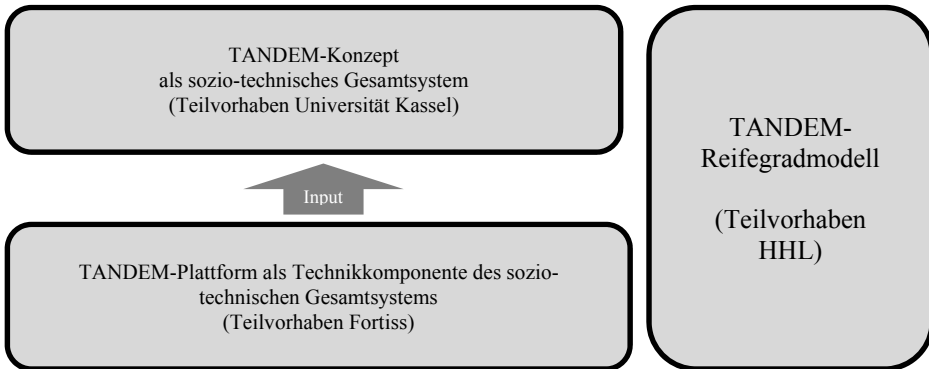 TANDEM-Konzept
als sozio-technisches Gesamtsystem
(Teilvorhaben Universität Kassel)
Input
TANDEM-Plattform als Technikkomponente des sozio-
technischen Gesamtsystems
(Teilvorhaben Fortiss)
TANDEM-
Reifegradmodell
(Teilvorhaben
HHL)